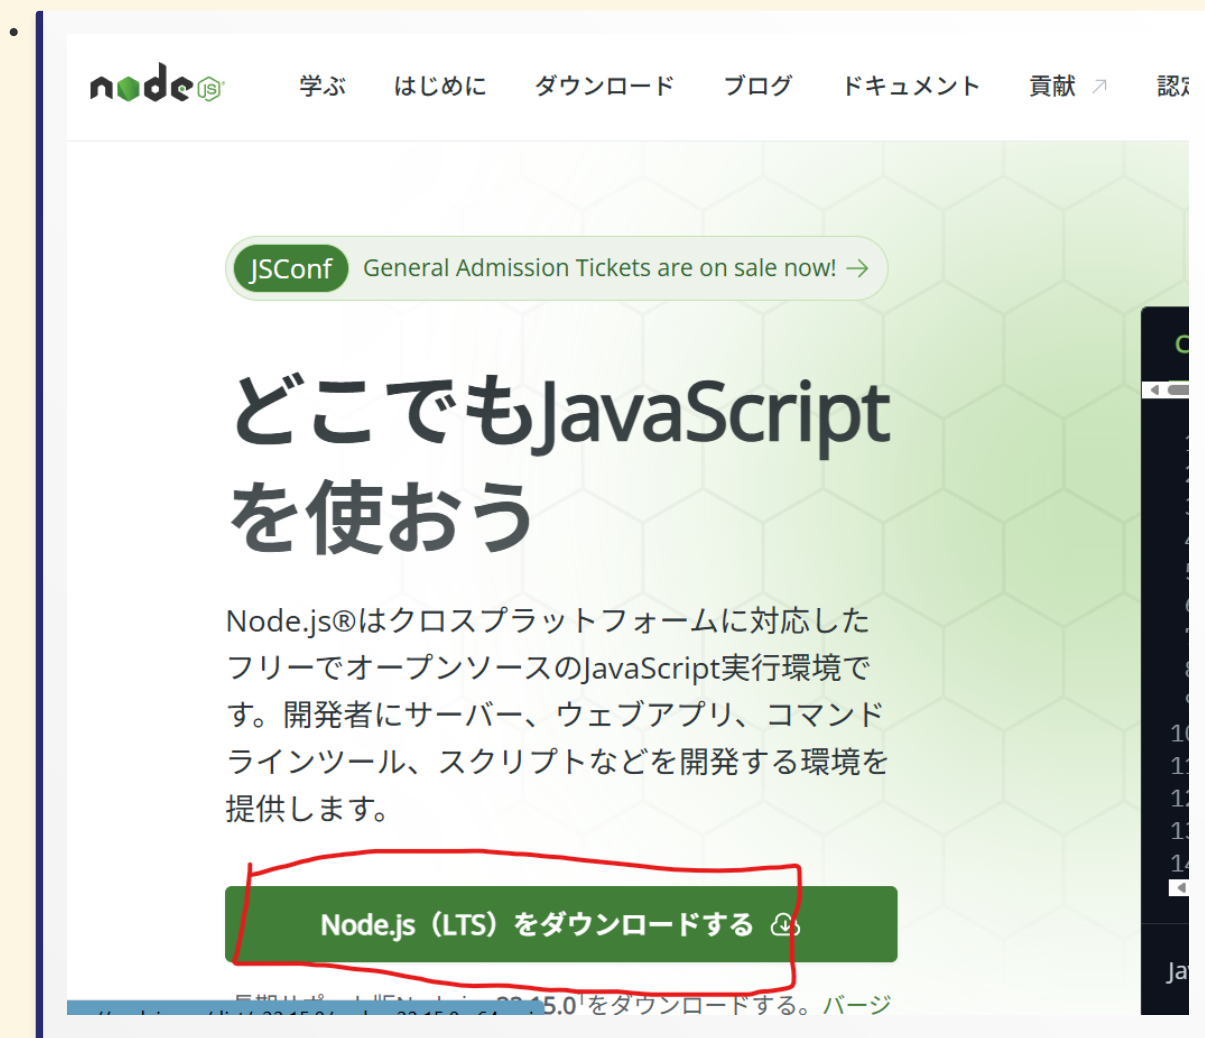 node js
学ぶ はじめに ダウンロード ブログ ドキュメント 貢献
JSConf General Admission Tickets are on sale now!
どこでもJavaScript
を使おう
Node.js®はクロスプラットフォームに対応した
フリーでオープンソースのJavaScript実行環境で
す。開発者にサーバー、ウェブアプリ、コマンド
ラインツール、スクリプトなどを開発する環境を
提供します。
Node.js（LTS）をダウンロードする
をダウンロードする。バージ